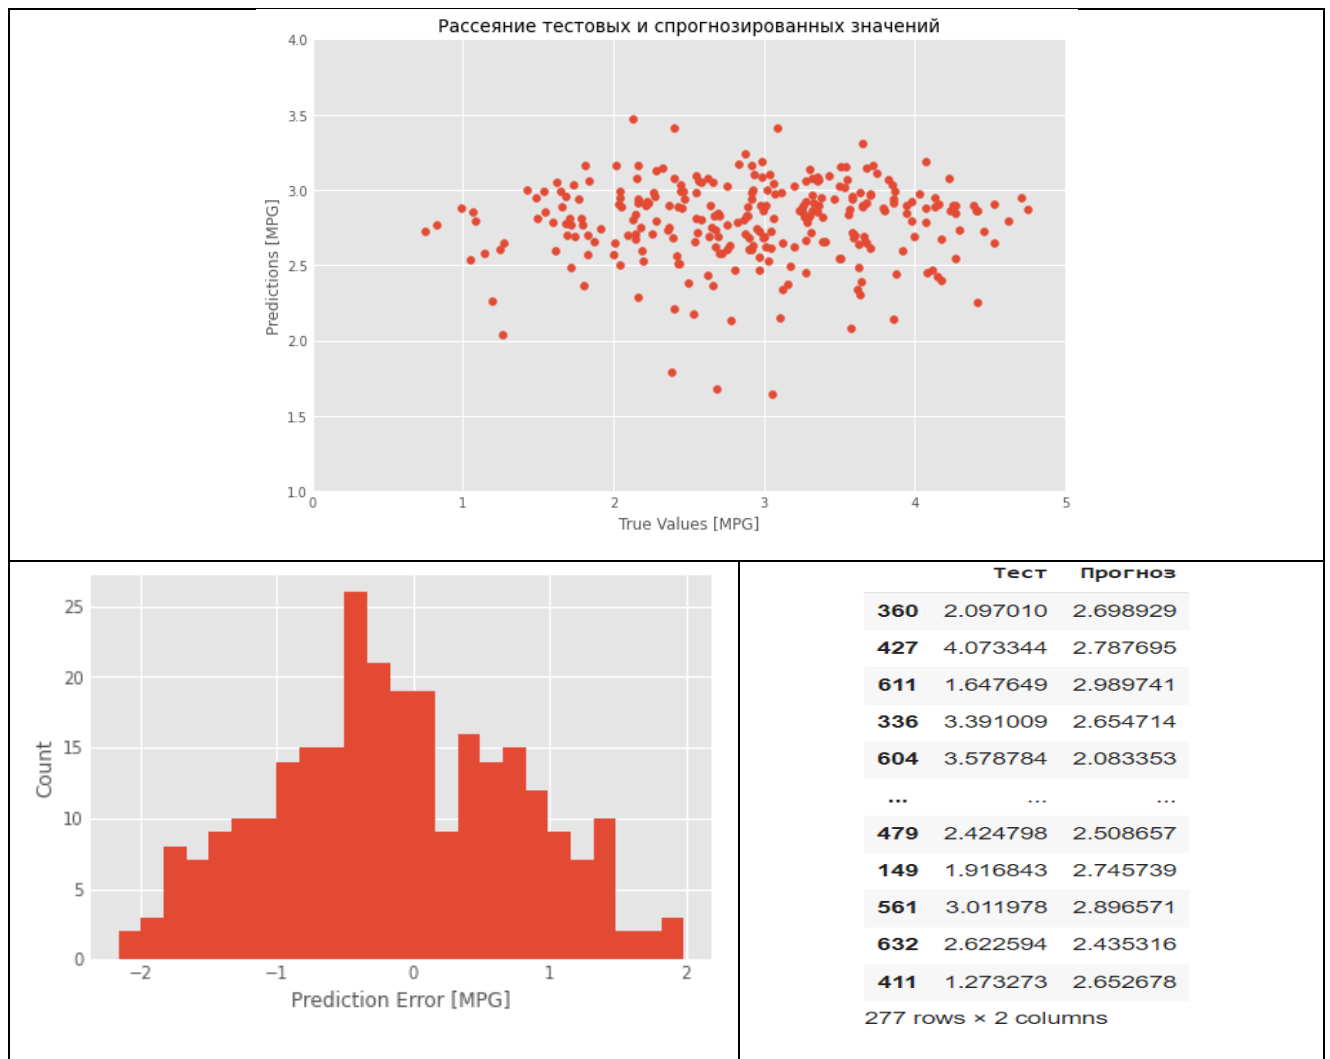 Рассеяние тестовых и спрогнозированных значений
4.0
3.5
3.0
2.5
2.0
1.5
1.0
Predictions [MPG]
0 1 2 3 4 5
True Values [MPG]
25
20
15
10
5
0
Count
−2 −1 0 1 2
Prediction Error [MPG]
Тест Прогноз
360 2.097010 2.698929
427 4.073344 2.787695
611 1.647649 2.989741
336 3.391009 2.654714
604 3.578784 2.083353
... ... ...
479 2.424798 2.508657
149 1.916843 2.745739
561 3.011978 2.896571
632 2.622594 2.435316
411 1.273273 2.652678
277 rows × 2 columns